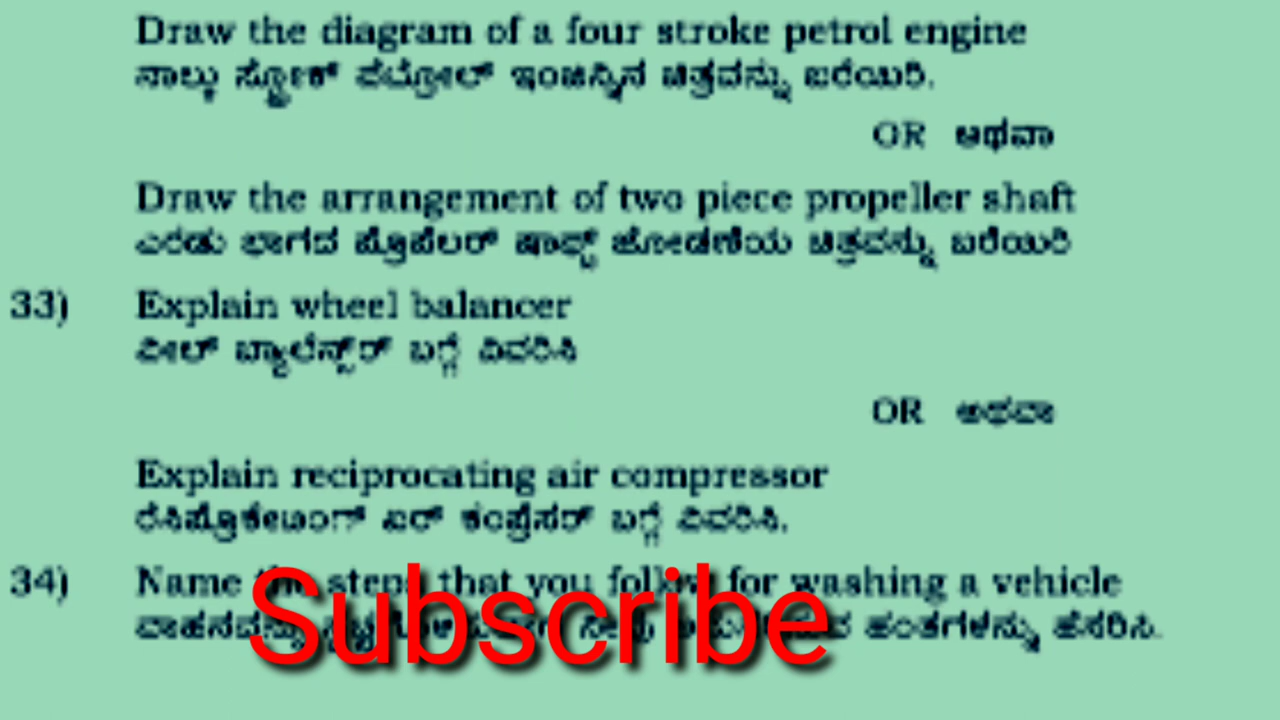 Draw the diagram of a four stroke petrol engine
ನಾಲ್ಕು ಸ್ಟ್ರೋಕ್ ಪೆಟ್ರೋಲ್ ಇಂಜಿನ್ನಿನ ಚಿತ್ರವನ್ನು ಬರೆಯಿರಿ.
OR ಅಥವಾ
Draw the arrangement of two piece propeller shaft
ಎರಡು ಭಾಗದ ಪ್ರೊಪೆಲರ್ ಷಾಫ್ಟ್ ಜೋಡಣೆಯ ಚಿತ್ರವನ್ನು ಬರೆಯಿರಿ
33) Explain wheel balancer
ವೀಲ್ ಬ್ಯಾಲೆನ್ಸ್‌ರ್ ಬಗ್ಗೆ ವಿವರಿಸಿ
OR ಅಥವಾ
Explain reciprocating air compressor
ರೆಸಿಪ್ರೊಕೇಟಿಂಗ್ ಏರ್ ಕಂಪ್ರೆಸರ್ ಬಗ್ಗೆ ವಿವರಿಸಿ.
34) Name the steps that you follow for washing a vehicle
ವಾಹನವನ್ನು ನೀವು ಹಂತಗಳನ್ನು ಹೆಸರಿಸಿ.
Subscribe